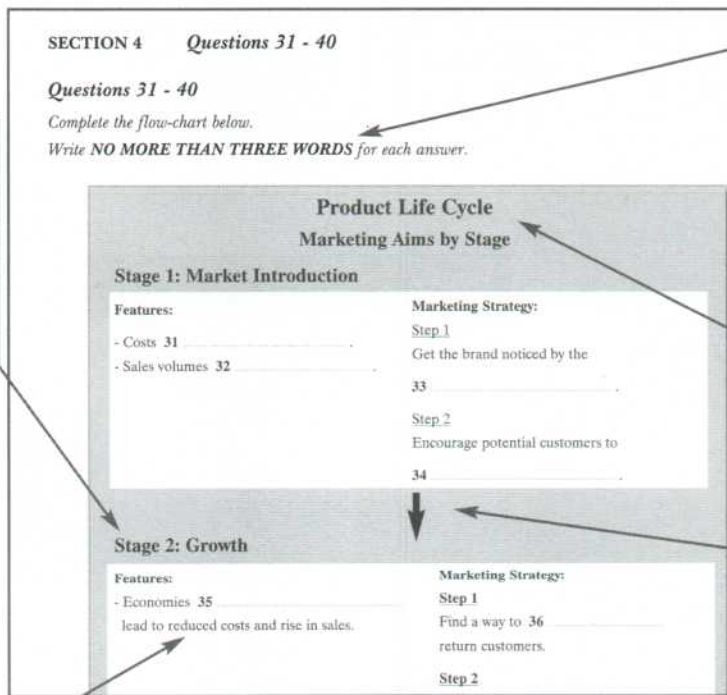 SECTION 4 Questions 31 - 40
Questions 31 - 40
Complete the flow-chart below.
Write NO MORE THAN THREE WORDS for each answer.
Product Life Cycle
Marketing Aims by Stage
Stage 1: Market Introduction
Features:
- Costs 31 .
- Sales volumes 32 .
Marketing Strategy:
Step 1
Get the brand noticed by the
33 .
Step 2
Encourage potential customers to
34 .
Stage 2: Growth
Features:
- Economies 35
lead to reduced costs and rise in sales.
Marketing Strategy:
Step 1
Find a way to 36
return customers.
Step 2